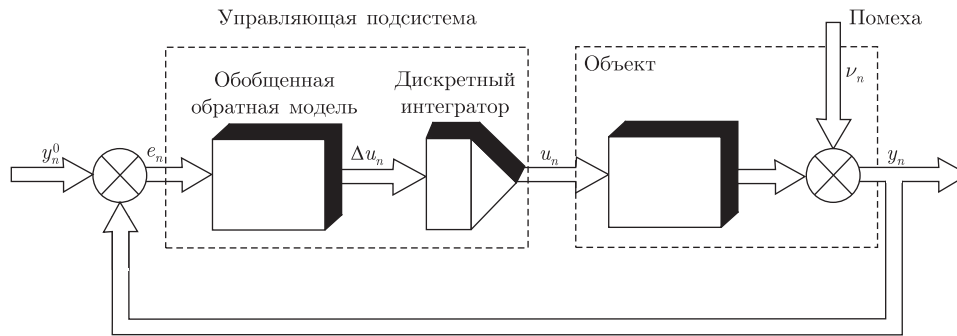 Управляющая подсистема
Помеха
Обобщенная
обратная модель
Дискретный
интегратор
Объект
ν_n
y_n^0
e_n
Δu_n
u_n
y_n